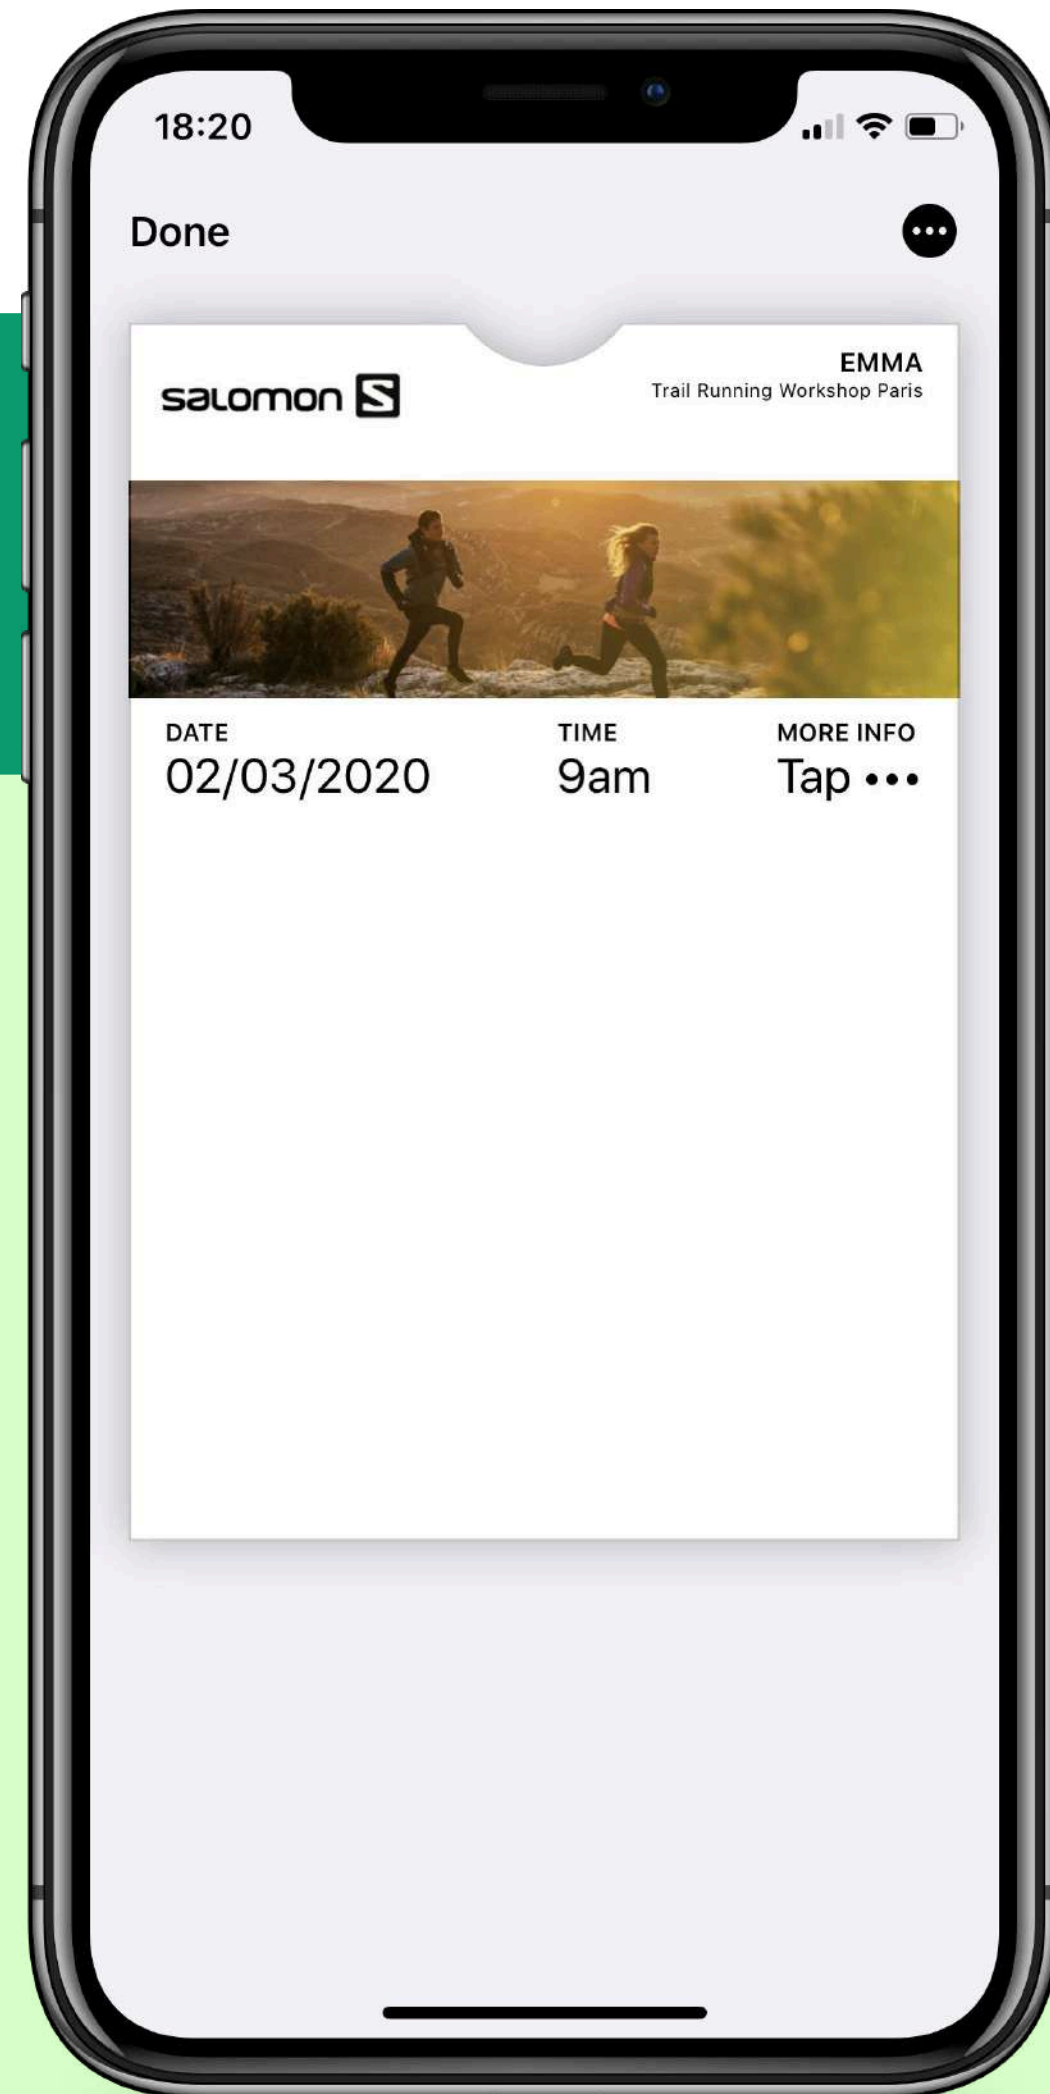 18:20
Done
salomon S
EMMA
Trail Running Workshop Paris
DATE
TIME
MORE INFO
02/03/2020
9am
Tap •••